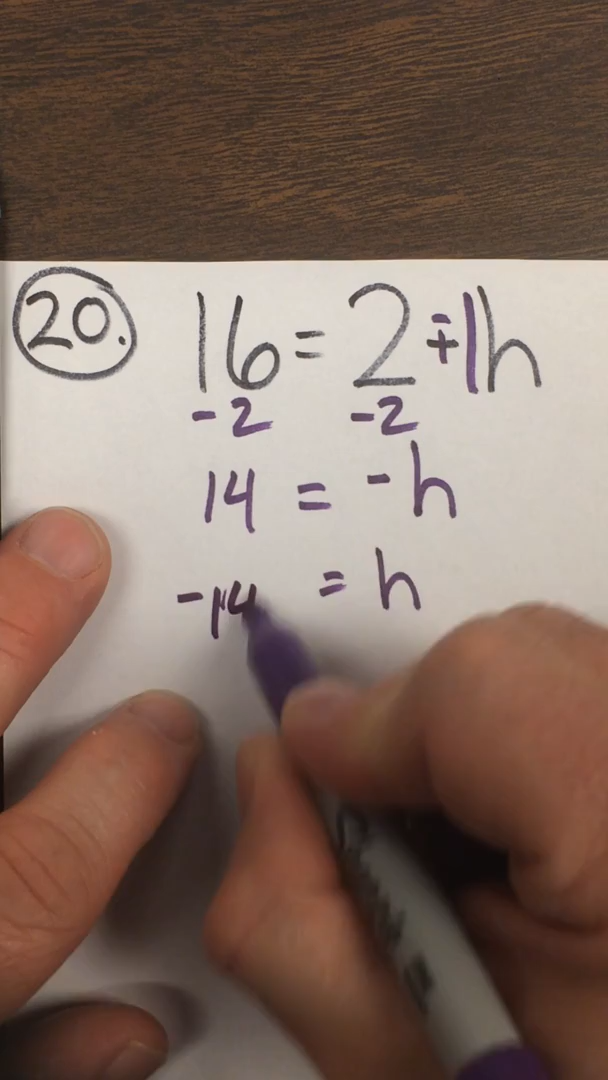 20. 16 = 2 + -1h
-2 -2
14 = -h
-14 = h